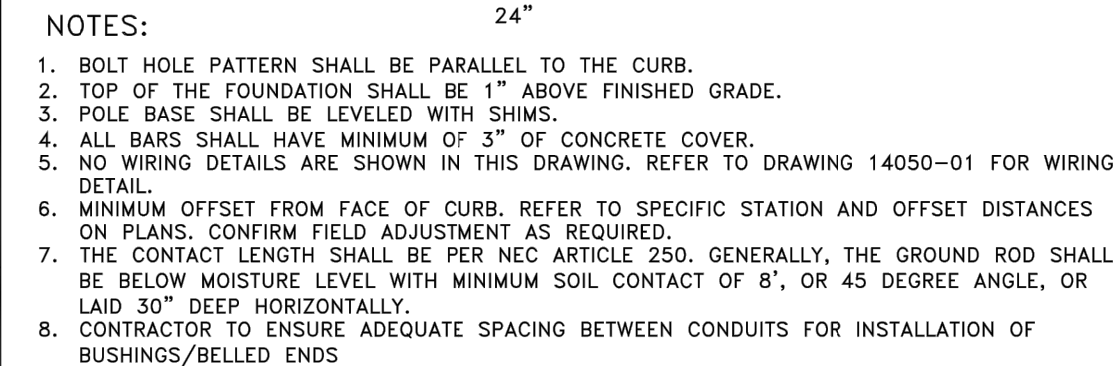 24”
NOTES:
1. BOLT HOLE PATTERN SHALL BE PARALLEL TO THE CURB.
2. TOP OF THE FOUNDATION SHALL BE 1” ABOVE FINISHED GRADE.
3. POLE BASE SHALL BE LEVELED WITH SHIMS.
4. ALL BARS SHALL HAVE MINIMUM OF 3” OF CONCRETE COVER.
5. NO WIRING DETAILS ARE SHOWN IN THIS DRAWING. REFER TO DRAWING 14050–01 FOR WIRING
DETAIL.
6. MINIMUM OFFSET FROM FACE OF CURB. REFER TO SPECIFIC STATION AND OFFSET DISTANCES
ON PLANS. CONFIRM FIELD ADJUSTMENT AS REQUIRED.
7. THE CONTACT LENGTH SHALL BE PER NEC ARTICLE 250. GENERALLY, THE GROUND ROD SHALL
BE BELOW MOISTURE LEVEL WITH MINIMUM SOIL CONTACT OF 8’, OR 45 DEGREE ANGLE, OR
LAID 30” DEEP HORIZONTALLY.
8. CONTRACTOR TO ENSURE ADEQUATE SPACING BETWEEN CONDUITS FOR INSTALLATION OF
BUSHINGS/BELLED ENDS